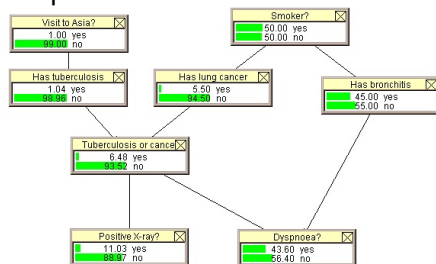 Visit to Asia?
1.00 yes
99.00 no
Smoker?
50.00 yes
50.00 no
Has tuberculosis
1.04 yes
98.96 no
Has lung cancer
5.50 yes
94.50 no
Has bronchitis
45.00 yes
55.00 no
Tuberculosis or cance
6.48 yes
93.52 no
Positive X-ray?
11.03 yes
88.97 no
Dyspnoea?
43.60 yes
56.40 no